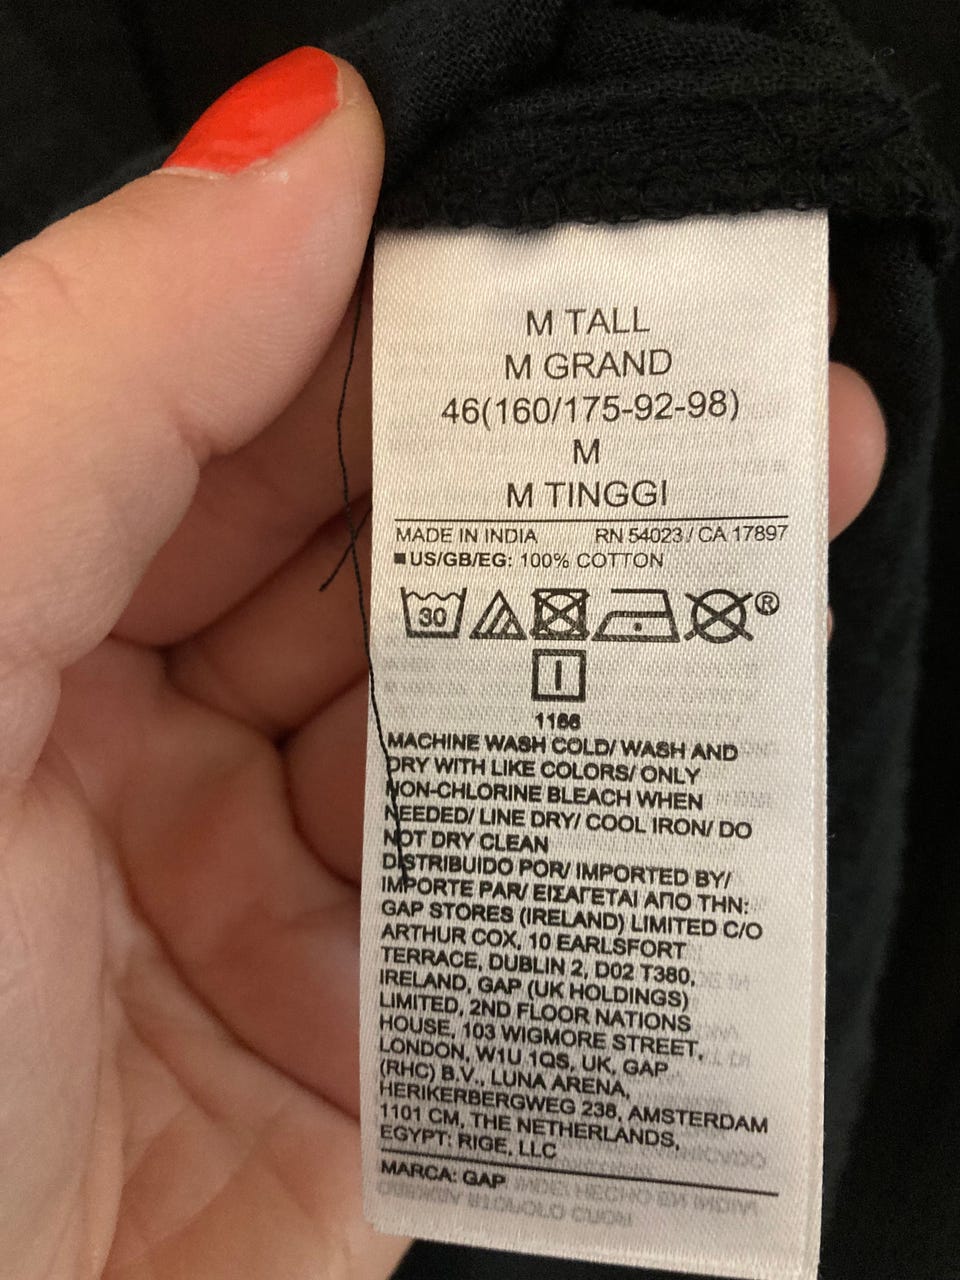 M TALL
M GRAND
46(160/175-92-98)
M
M TINGGI
MADE IN INDIA RN 54023 / CA 17897
US/GB/EG: 100% COTTON
30 ®
1166
MACHINE WASH COLD/ WASH AND
DRY WITH LIKE COLORS/ ONLY
NON-CHLORINE BLEACH WHEN
NEEDED/ LINE DRY/ COOL IRON/ DO
NOT DRY CLEAN
DISTRIBUIDO POR/ IMPORTED BY/
IMPORTE PAR/ ΕΙΣΑΓΕΤΑΙ ΑΠΟ ΤΗΝ:
GAP STORES (IRELAND) LIMITED C/O
ARTHUR COX, 10 EARLSFORT
TERRACE, DUBLIN 2, D02 T380,
IRELAND, GAP (UK HOLDINGS)
LIMITED, 2ND FLOOR NATIONS
HOUSE, 103 WIGMORE STREET,
LONDON, W1U 1QS, UK, GAP
(RHC) B.V., LUNA ARENA,
HERIKERBERGWEG 238, AMSTERDAM
1101 CM, THE NETHERLANDS,
EGYPT: RIGE, LLC
MARCA: GAP